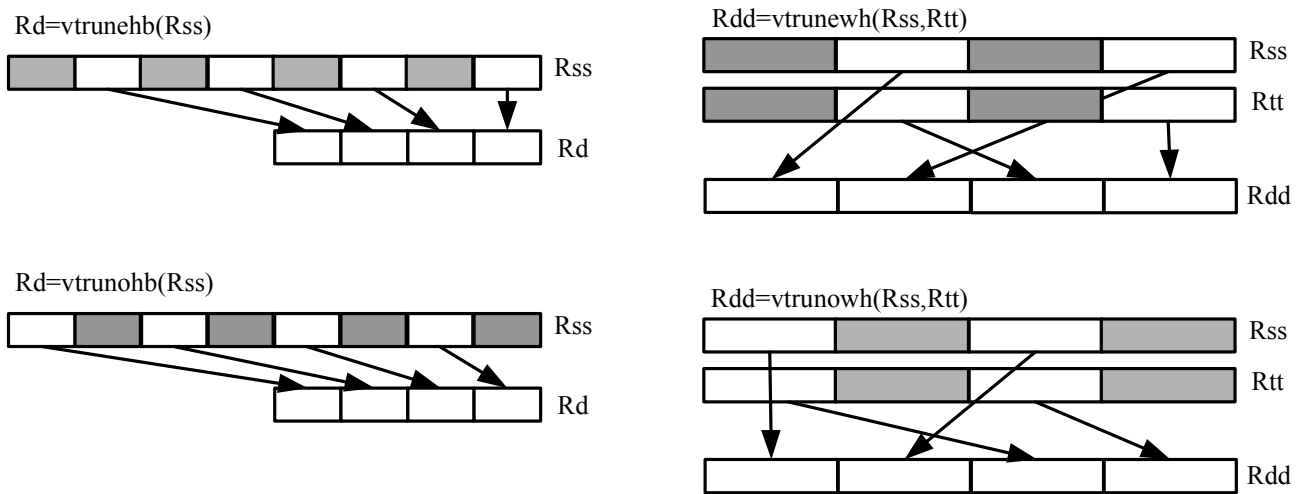 Rd=vtrunehb(Rss)
Rss
Rd
Rdd=vtrunewh(Rss,Rtt)
Rss
Rtt
Rdd
Rd=vtrunohb(Rss)
Rss
Rd
Rdd=vtrunowh(Rss,Rtt)
Rss
Rtt
Rdd